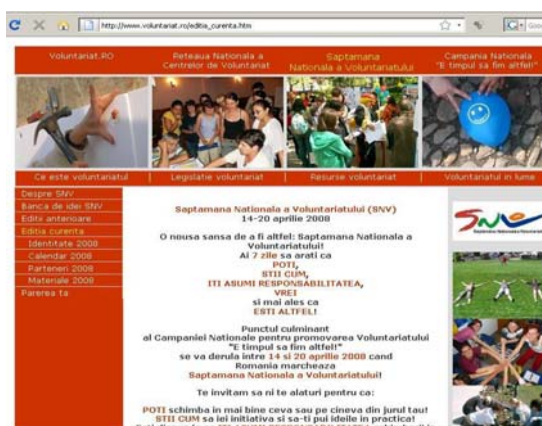 http://www.voluntariat.ro/editia_curenta.htm
Voluntariat.RO
Reteaua Nationala a
Centrelor de Voluntariat
Saptamana
Nationala a Voluntariatului
Campania Nationala
"E timpul sa fim altfel!"
Ce este voluntariatul
Legislatie voluntariat
Resurse voluntariat
Voluntariatul in lume
Despre SNV
Banca de idei SNV
Editii anterioare
Editia curenta
Identitate 2008
Calendar 2008
Parteneri 2008
Materiale 2008
Parerea ta
Saptamana Nationala a Voluntariatului (SNV)
14-20 aprilie 2008
O nousa sansa de a fi altfel: Saptamana Nationala a
Voluntariatului!
Ai 7 zile sa arati ca
POTI,
STII CUM,
ITI ASUMI RESPONSABILITATEA,
VREI
si mai ales ca
ESTI ALTFEL!
Punctul culminant
al Campaniei Nationale pentru promovarea Voluntariatului
"E timpul sa fim altfel!"
se va derula intre 14 si 20 aprilie 2008 cand
Romania marcheaza
Saptamana Nationala a Voluntariatului!
Te invitam sa ni te alaturi pentru ca:
POTI schimba in mai bine ceva sau pe cineva din jurul tau!
STII CUM sa iei initiativa si sa-ti pui ideile in practica!